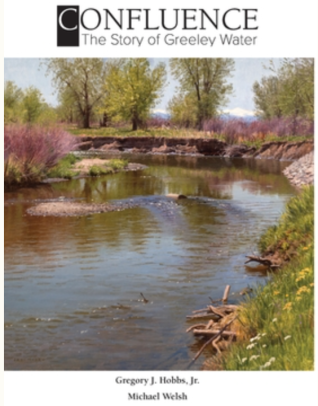 CONFLUENCE
The Story of Greeley Water
Gregory J. Hobbs, Jr.
Michael Welsh